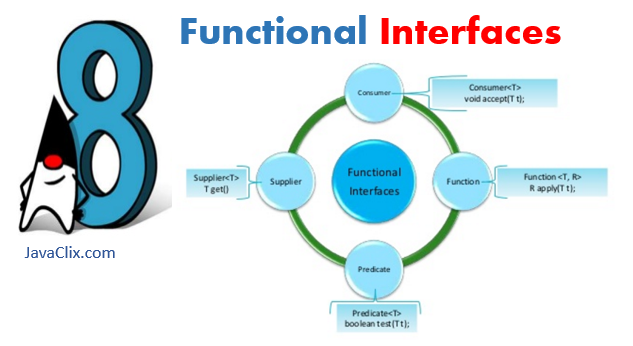 Functional Interfaces
8
JavaClix.com
Consumer
Consumer<T>
void accept(T t);
Supplier<T>
T get()
Supplier
Functional
Interfaces
Function
Function <T, R>
R apply(T t);
Predicate
Predicate<T>
boolean test(T t);